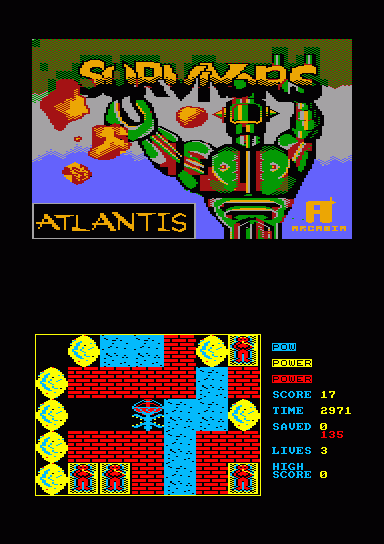 SURVIVORS
ATLANTIS
ARCADIA
POW
POWER
POWER
SCORE 17
TIME 2971
SAVED 0
135
LIVES 3
HIGH
SCORE 0